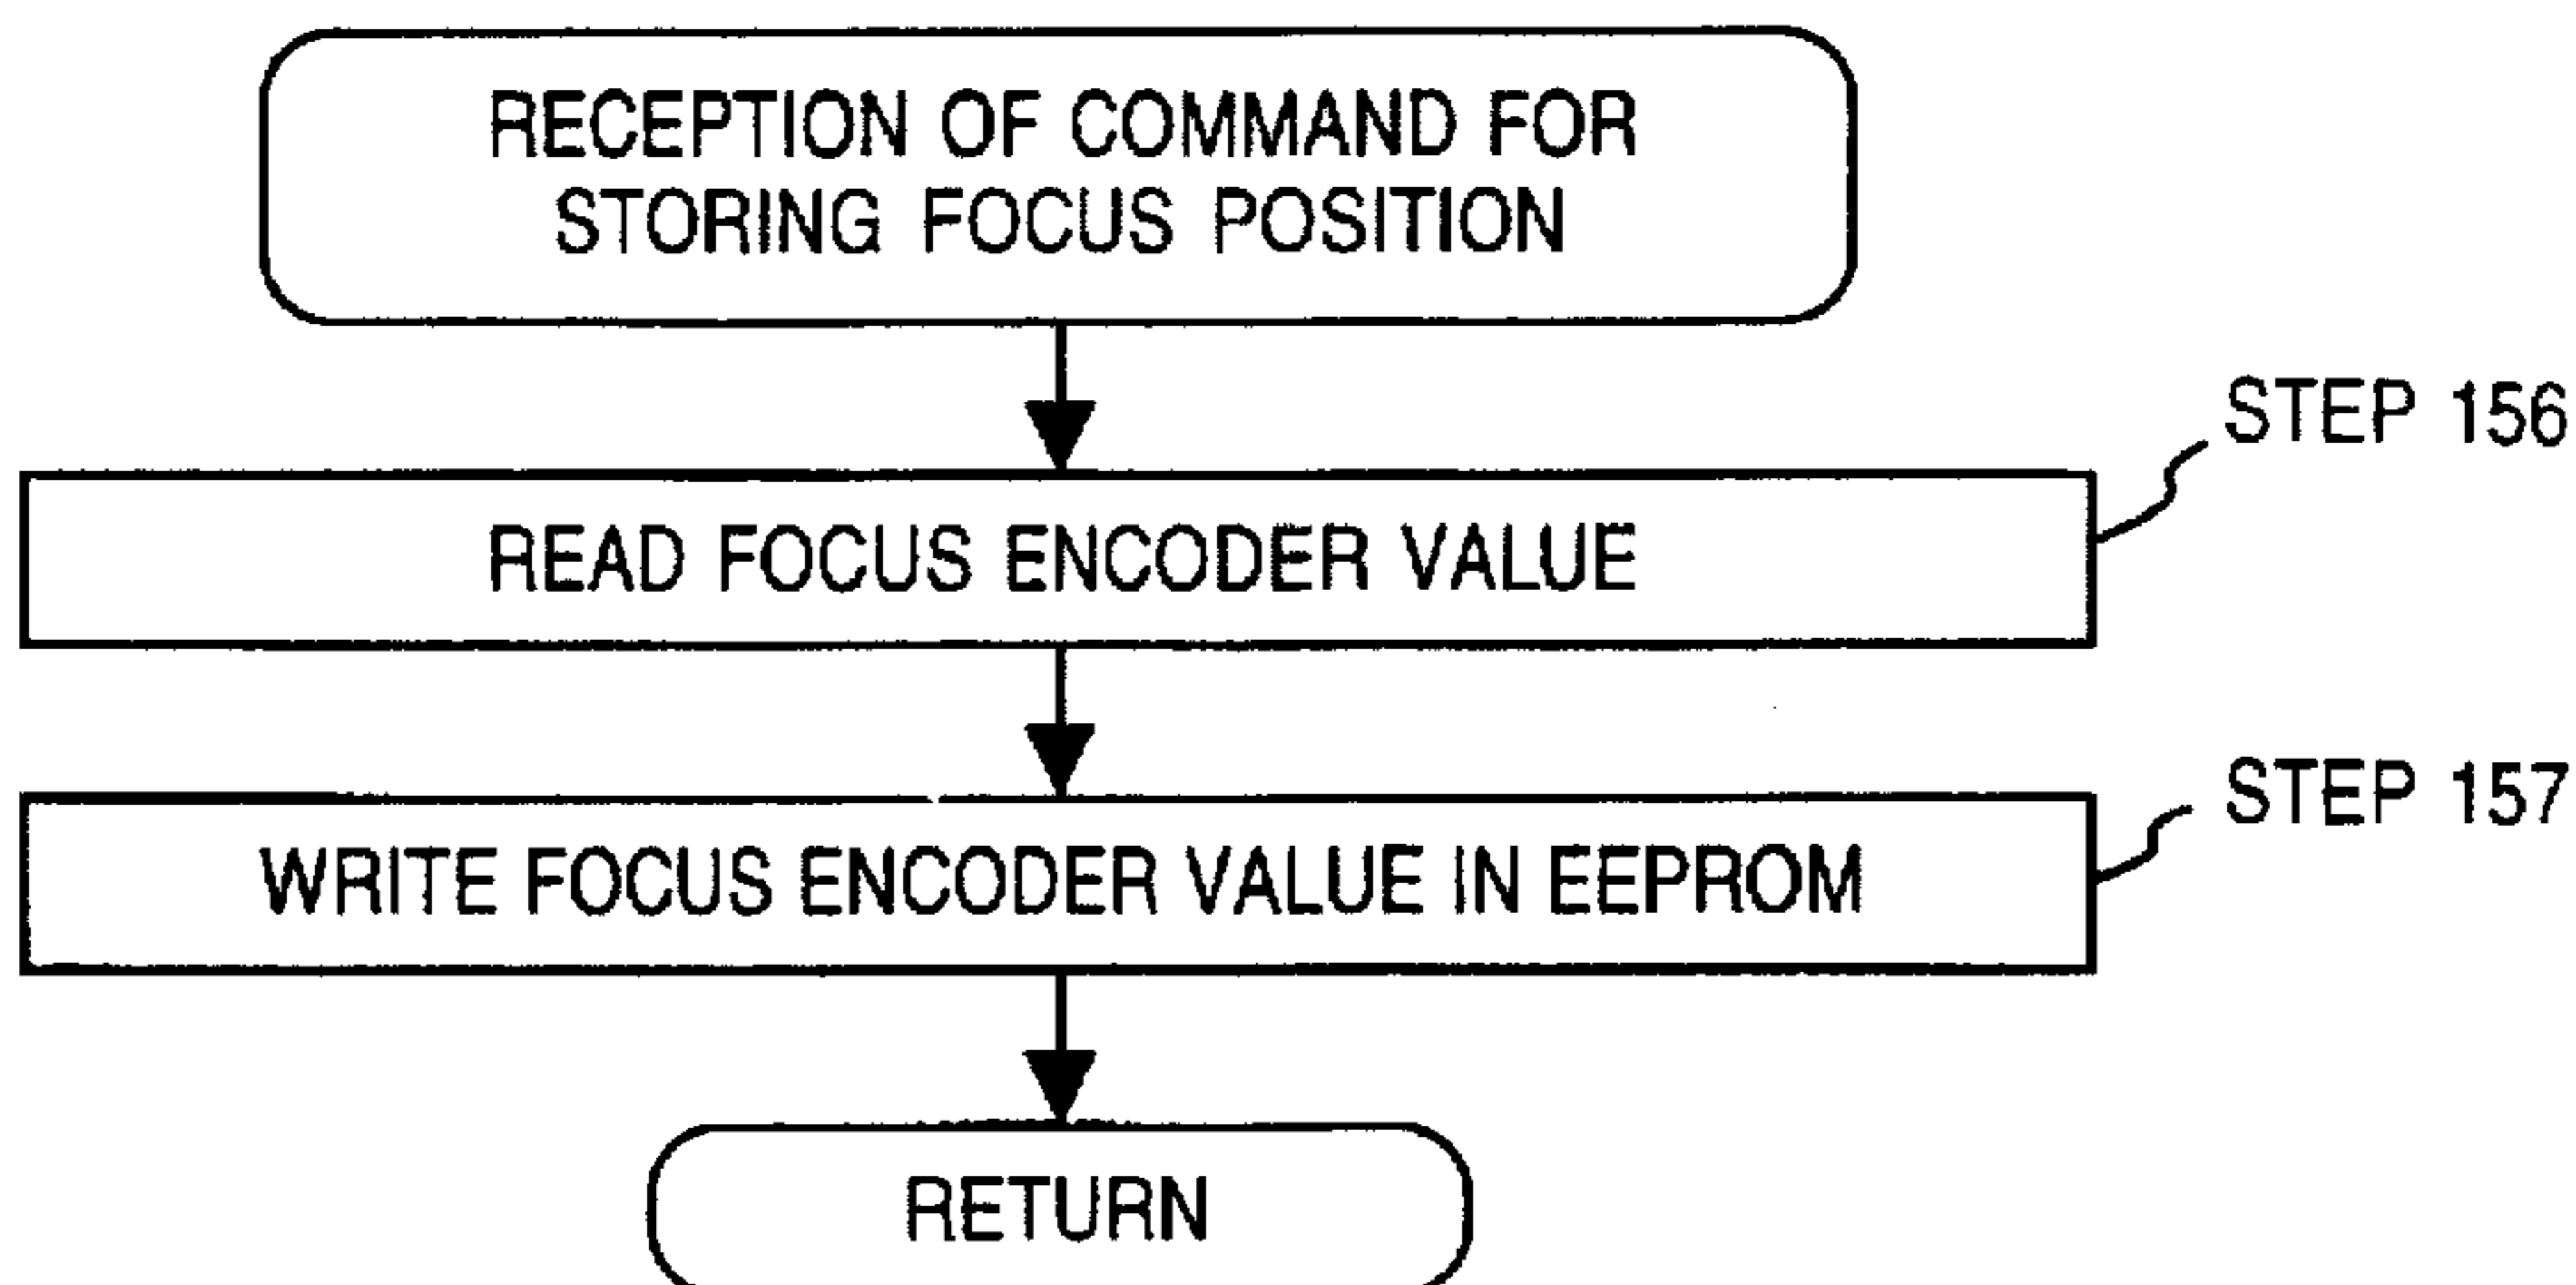 RECEPTION OF COMMAND FOR
STORING FOCUS POSITION
STEP 156
READ FOCUS ENCODER VALUE
STEP 157
WRITE FOCUS ENCODER VALUE IN EEPROM
RETURN